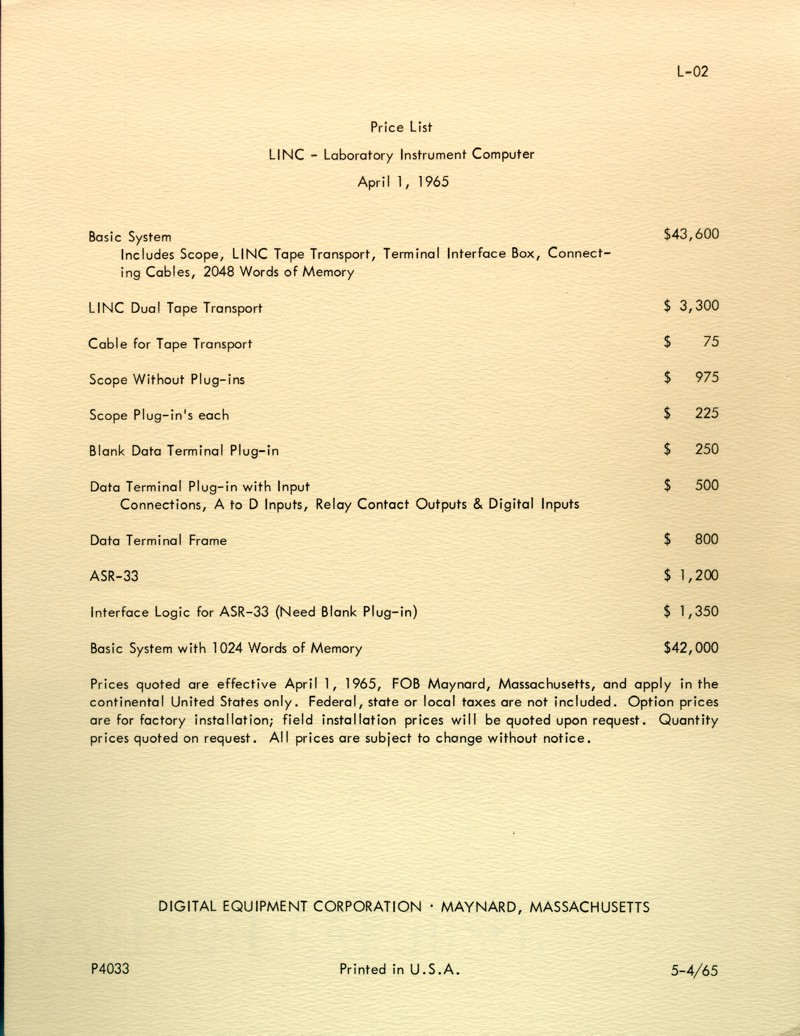 L-02
Price List
LINC - Laboratory Instrument Computer
April 1, 1965
Basic System $43,600
Includes Scope, LINC Tape Transport, Terminal Interface Box, Connect-
ing Cables, 2048 Words of Memory
LINC Dual Tape Transport $ 3,300
Cable for Tape Transport $ 75
Scope Without Plug-ins $ 975
Scope Plug-in's each $ 225
Blank Data Terminal Plug-in $ 250
Data Terminal Plug-in with Input $ 500
Connections, A to D Inputs, Relay Contact Outputs & Digital Inputs
Data Terminal Frame $ 800
ASR-33 $ 1,200
Interface Logic for ASR-33 (Need Blank Plug-in) $ 1,350
Basic System with 1024 Words of Memory $42,000
Prices quoted are effective April 1, 1965, FOB Maynard, Massachusetts, and apply in the
continental United States only. Federal, state or local taxes are not included. Option prices
are for factory installation; field installation prices will be quoted upon request. Quantity
prices quoted on request. All prices are subject to change without notice.
DIGITAL EQUIPMENT CORPORATION · MAYNARD, MASSACHUSETTS
P4033 Printed in U.S.A. 5-4/65